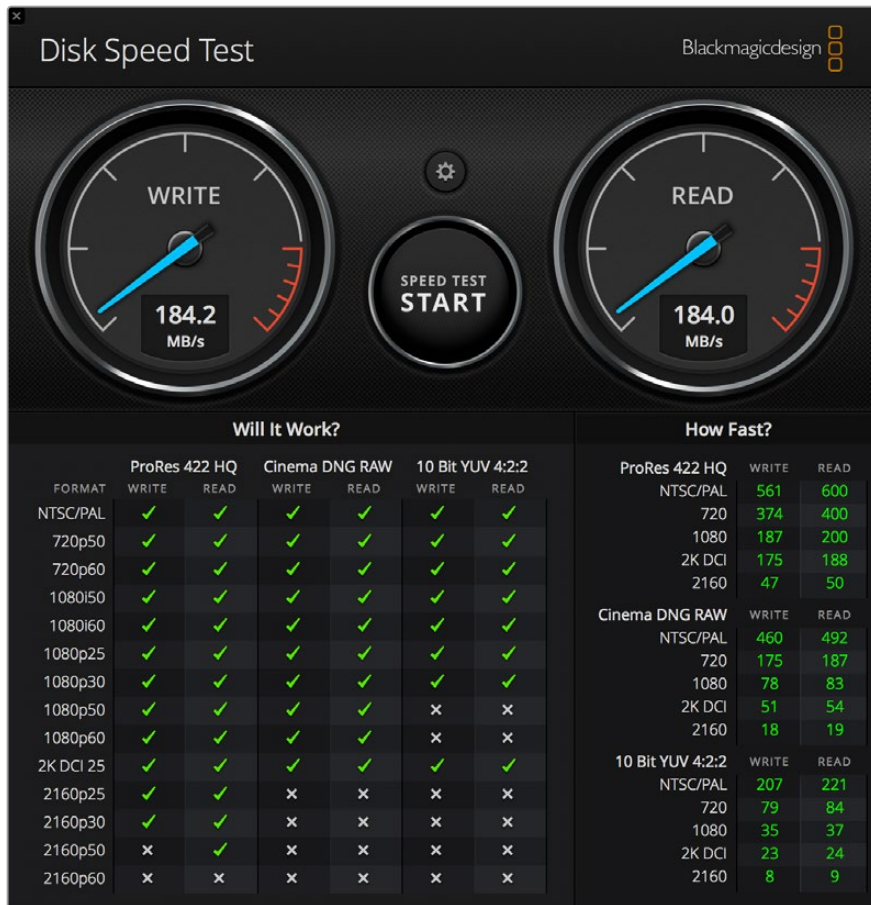 Disk Speed Test
Blackmagicdesign
WRITE
184.2
MB/s
SPEED TEST
START
READ
184.0
MB/s
Will It Work?
ProRes 422 HQ Cinema DNG RAW 10 Bit YUV 4:2:2
FORMAT WRITE READ WRITE READ WRITE READ
NTSC/PAL ✓ ✓ ✓ ✓ ✓ ✓
720p50 ✓ ✓ ✓ ✓ ✓ ✓
720p60 ✓ ✓ ✓ ✓ ✓ ✓
1080i50 ✓ ✓ ✓ ✓ ✓ ✓
1080i60 ✓ ✓ ✓ ✓ ✓ ✓
1080p25 ✓ ✓ ✓ ✓ ✓ ✓
1080p30 ✓ ✓ ✓ ✓ ✓ ✓
1080p50 ✓ ✓ ✓ ✓ × ×
1080p60 ✓ ✓ ✓ ✓ × ×
2K DCI 25 ✓ ✓ ✓ ✓ ✓ ✓
2160p25 ✓ ✓ × × × ×
2160p30 ✓ ✓ × × × ×
2160p50 × ✓ × × × ×
2160p60 × × × × × ×
How Fast?
ProRes 422 HQ WRITE READ
NTSC/PAL 561 600
720 374 400
1080 187 200
2K DCI 175 188
2160 47 50
Cinema DNG RAW WRITE READ
NTSC/PAL 460 492
720 175 187
1080 78 83
2K DCI 51 54
2160 18 19
10 Bit YUV 4:2:2 WRITE READ
NTSC/PAL 207 221
720 79 84
1080 35 37
2K DCI 23 24
2160 8 9